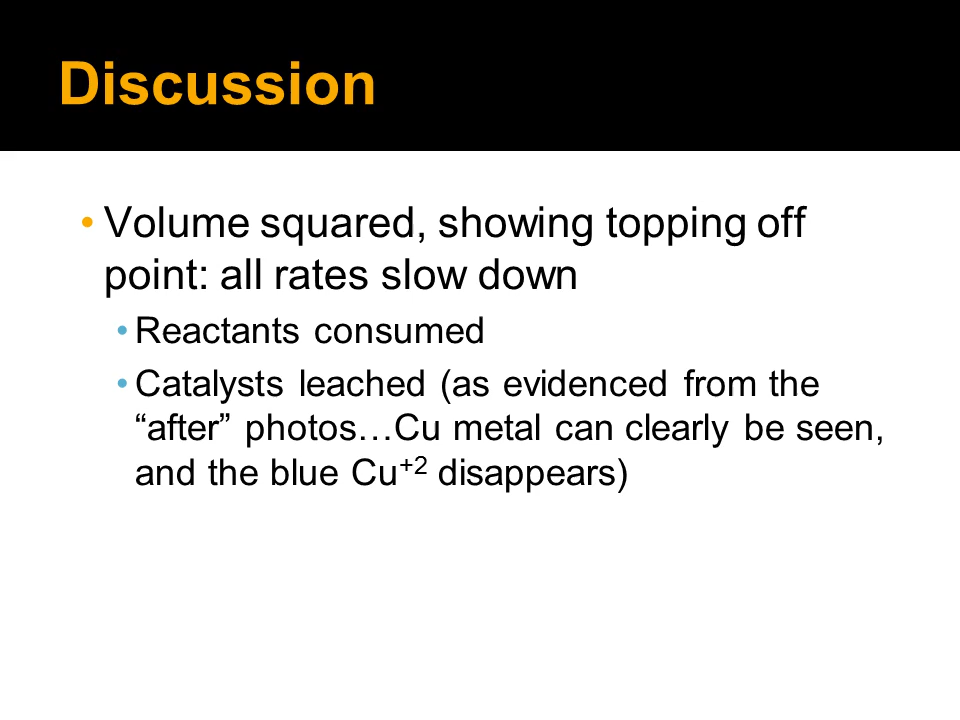 Discussion
• Volume squared, showing topping off
point: all rates slow down
• Reactants consumed
• Catalysts leached (as evidenced from the
“after” photos…Cu metal can clearly be seen,
and the blue Cu⁺² disappears)